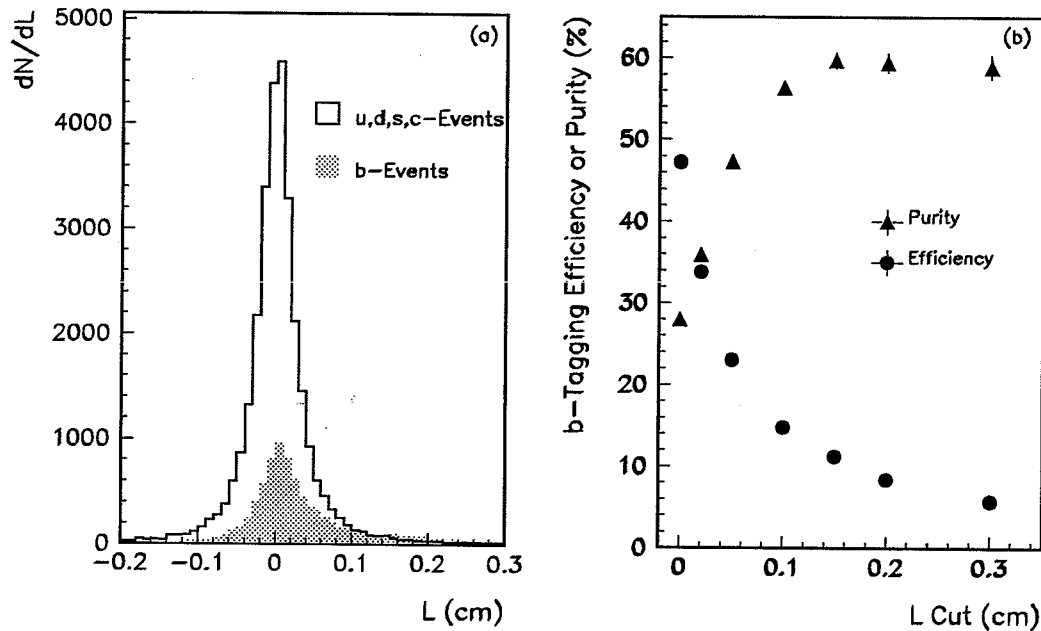 dN/dL
5000
4000
3000
2000
1000
0
(a)
u,d,s,c-Events
b-Events
-0.2
-0.1
0
0.1
0.2
0.3
L (cm)
b-Tagging Efficiency or Purity (%)
60
50
40
30
20
10
0
(b)
Purity
Efficiency
0
0.1
0.2
0.3
L Cut (cm)